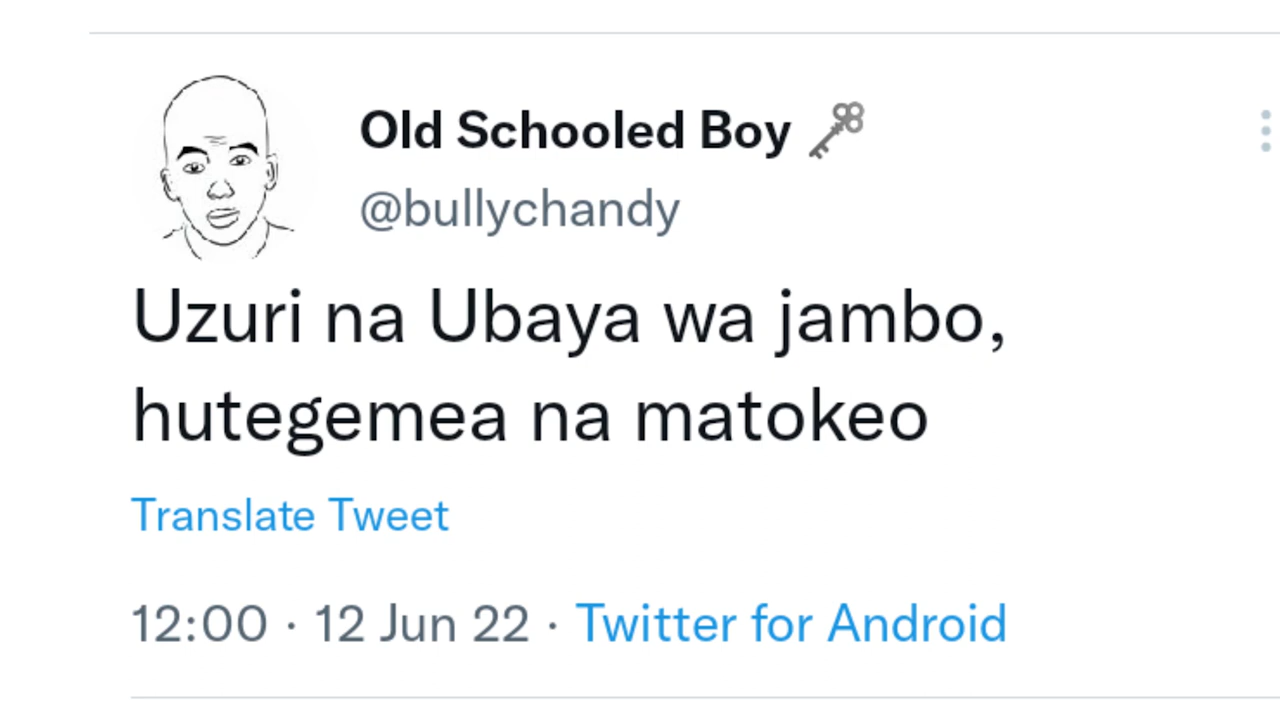 Old Schooled Boy 🗝
@bullychandy
Uzuri na Ubaya wa jambo,
hutegemea na matokeo
Translate Tweet
12:00 · 12 Jun 22 · Twitter for Android